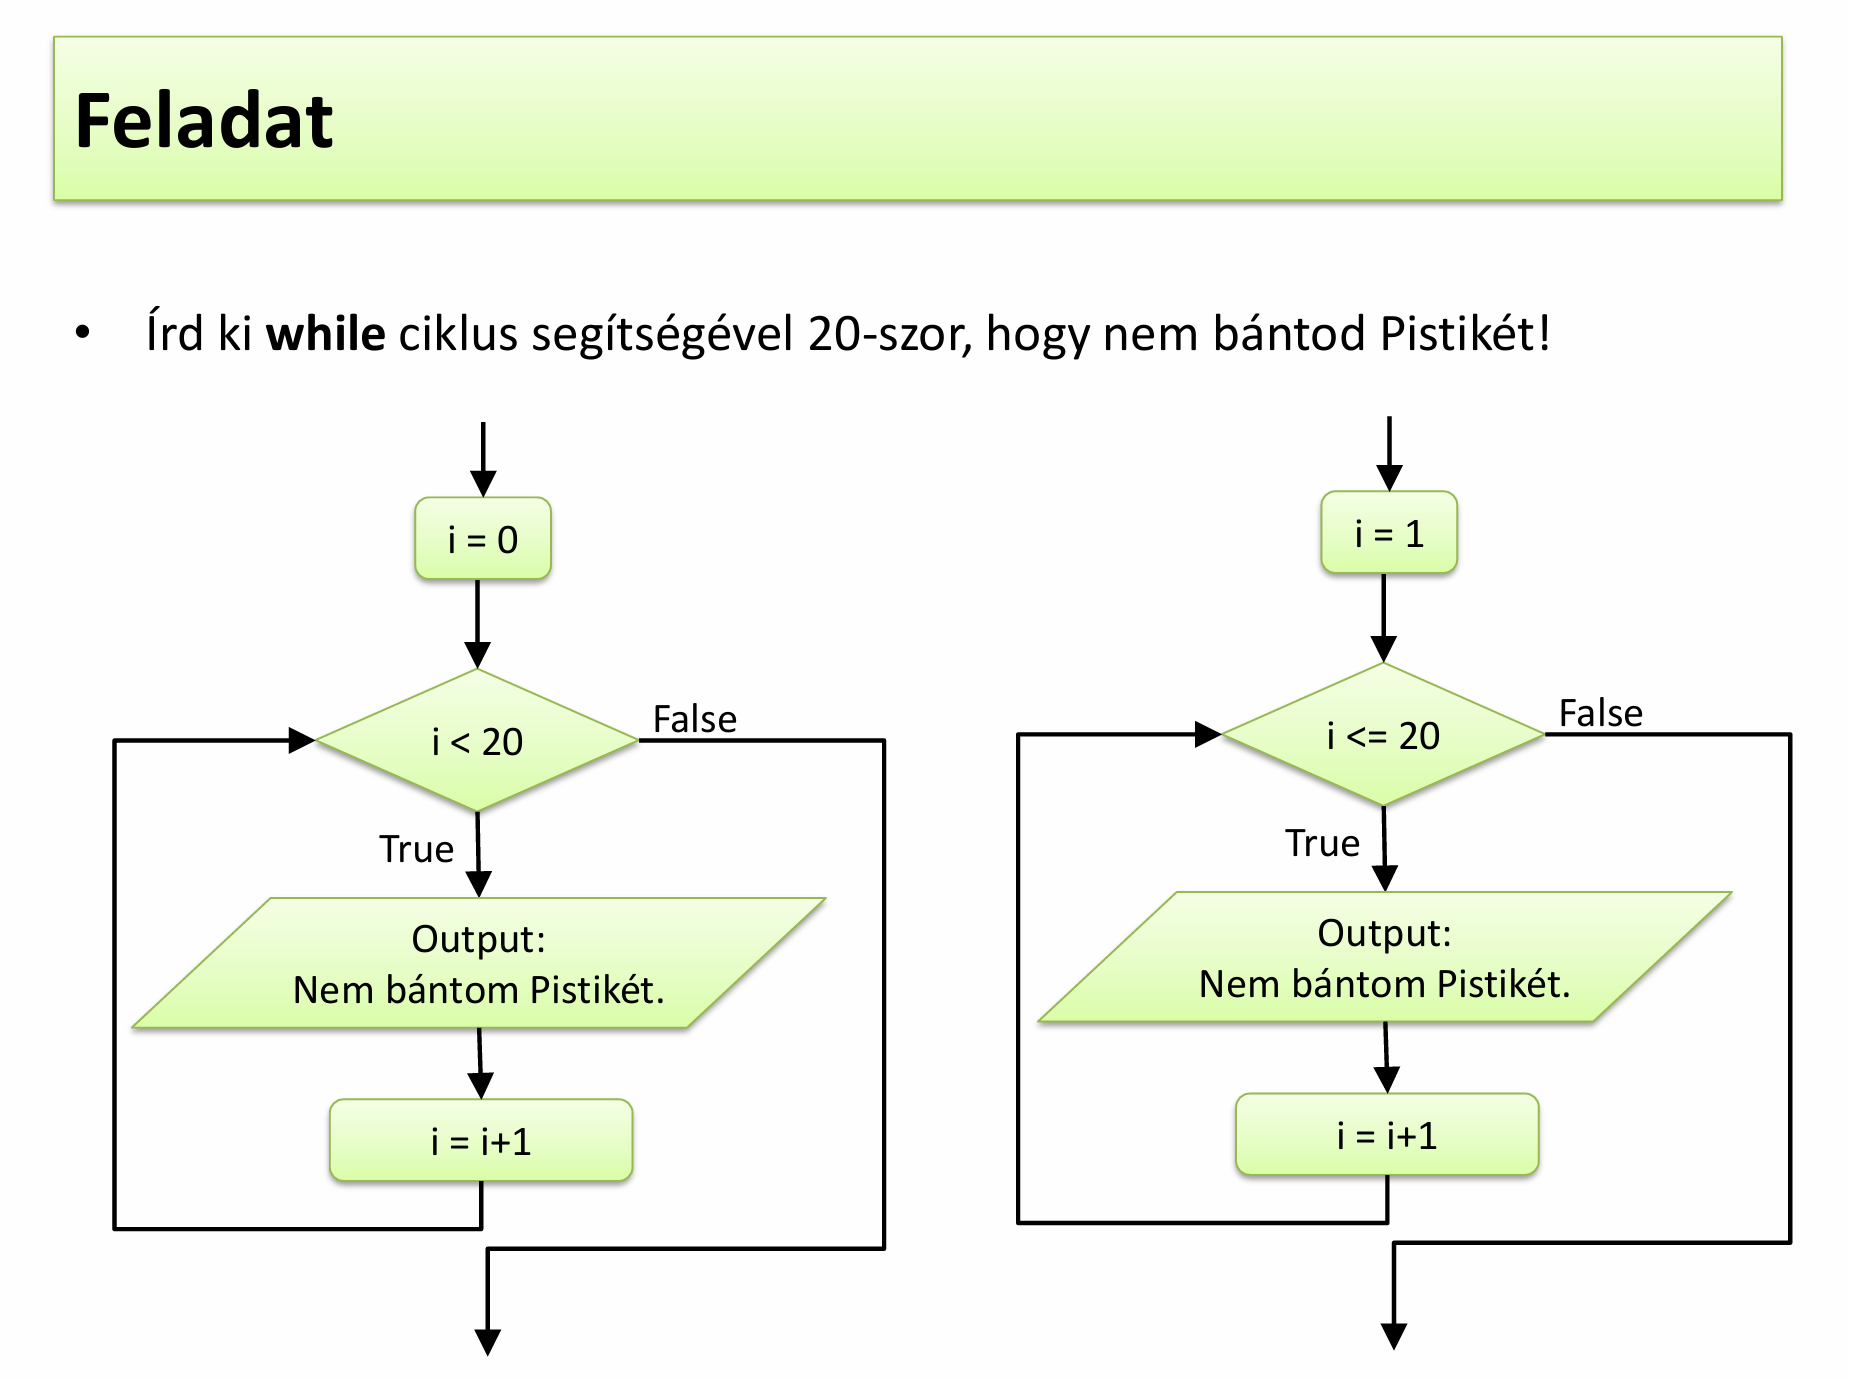 Feladat
• Írd ki while ciklus segítségével 20-szor, hogy nem bántod Pistikét!
i = 0
i < 20
False
True
Output:
Nem bántom Pistikét.
i = i+1
i = 1
i <= 20
False
True
Output:
Nem bántom Pistikét.
i = i+1